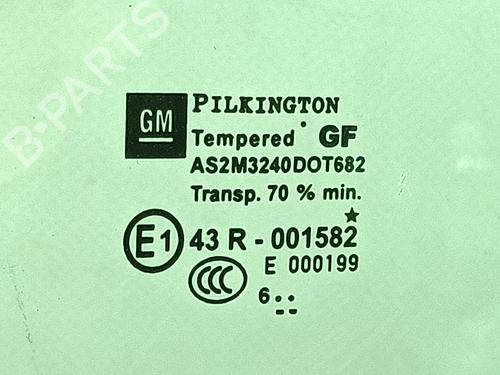 B-PARTS
GM
PILKINGTON
Tempered GF
AS2M3240DOT682
Transp. 70 % min.
E1 43 R - 001582
CCC E 000199
6